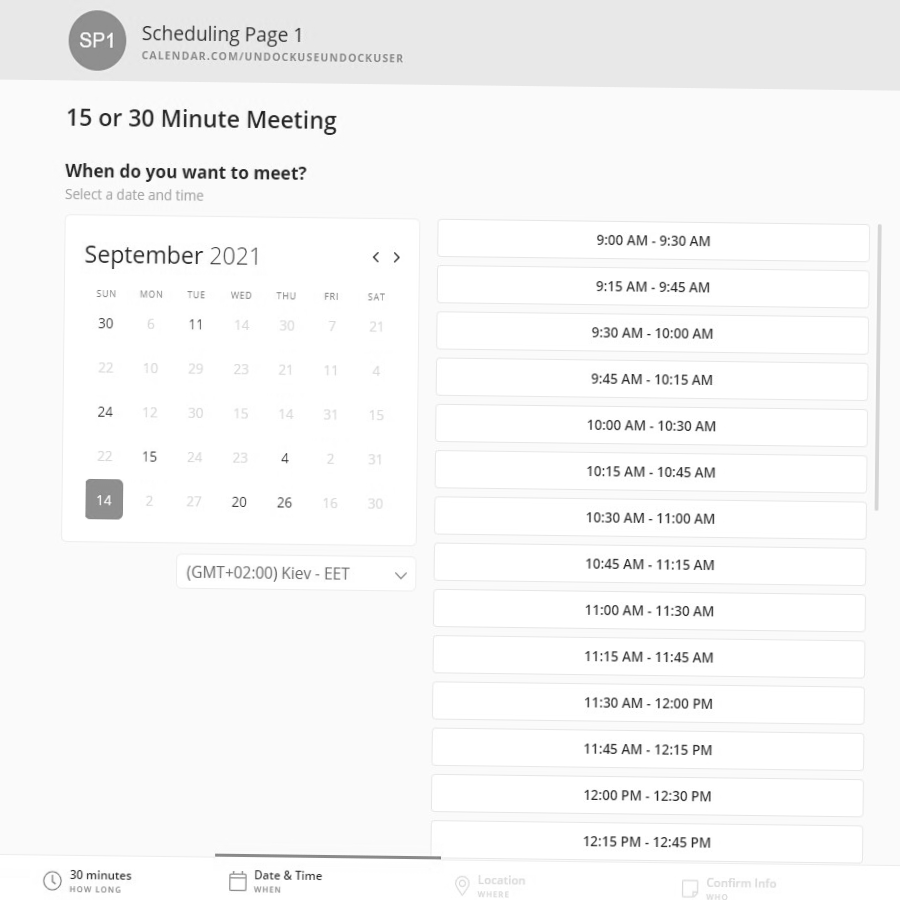 SP1
Scheduling Page 1
CALENDAR.COM/UNDOCKUSEUNDOCKUSER
15 or 30 Minute Meeting
When do you want to meet?
Select a date and time
September 2021
SUN MON TUE WED THU FRI SAT
30 6 11 14 30 7 21
22 10 29 23 21 11 4
24 12 30 15 14 31 15
22 15 24 23 4 2 31
14 2 27 20 26 16 30
(GMT+02:00) Kiev - EET
9:00 AM - 9:30 AM
9:15 AM - 9:45 AM
9:30 AM - 10:00 AM
9:45 AM - 10:15 AM
10:00 AM - 10:30 AM
10:15 AM - 10:45 AM
10:30 AM - 11:00 AM
10:45 AM - 11:15 AM
11:00 AM - 11:30 AM
11:15 AM - 11:45 AM
11:30 AM - 12:00 PM
11:45 AM - 12:15 PM
12:00 PM - 12:30 PM
12:15 PM - 12:45 PM
30 minutes
HOW LONG
Date & Time
WHEN
Location
WHERE
Confirm Info
WHO